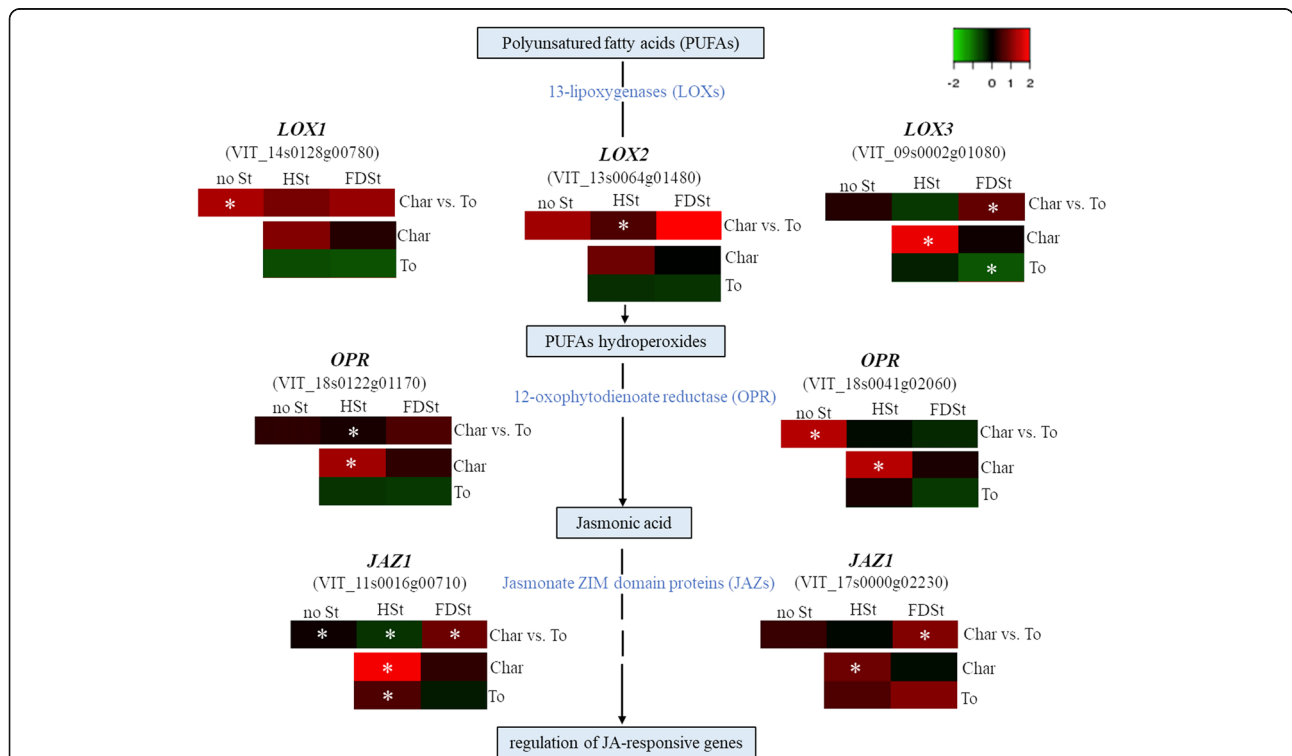 Polyunsatured fatty acids (PUFAs)
-2 0 1 2
13-lipoxygenases (LOXs)
LOX1
(VIT_14s0128g00780)
no St HSt FDSt
* Char vs. To
Char
To
LOX2
(VIT_13s0064g01480)
no St HSt FDSt
* Char vs. To
Char
To
LOX3
(VIT_09s0002g01080)
no St HSt FDSt
* Char vs. To
* Char
* To
PUFAs hydroperoxides
12-oxophytodienoate reductase (OPR)
OPR
(VIT_18s0122g01170)
no St HSt FDSt
* Char vs. To
* Char
To
OPR
(VIT_18s0041g02060)
no St HSt FDSt
* Char vs. To
* Char
To
Jasmonic acid
Jasmonate ZIM domain proteins (JAZs)
JAZ1
(VIT_11s0016g00710)
no St HSt FDSt
* * * Char vs. To
* Char
* To
JAZ1
(VIT_17s0000g02230)
no St HSt FDSt
* Char vs. To
* Char
To
regulation of JA-responsive genes